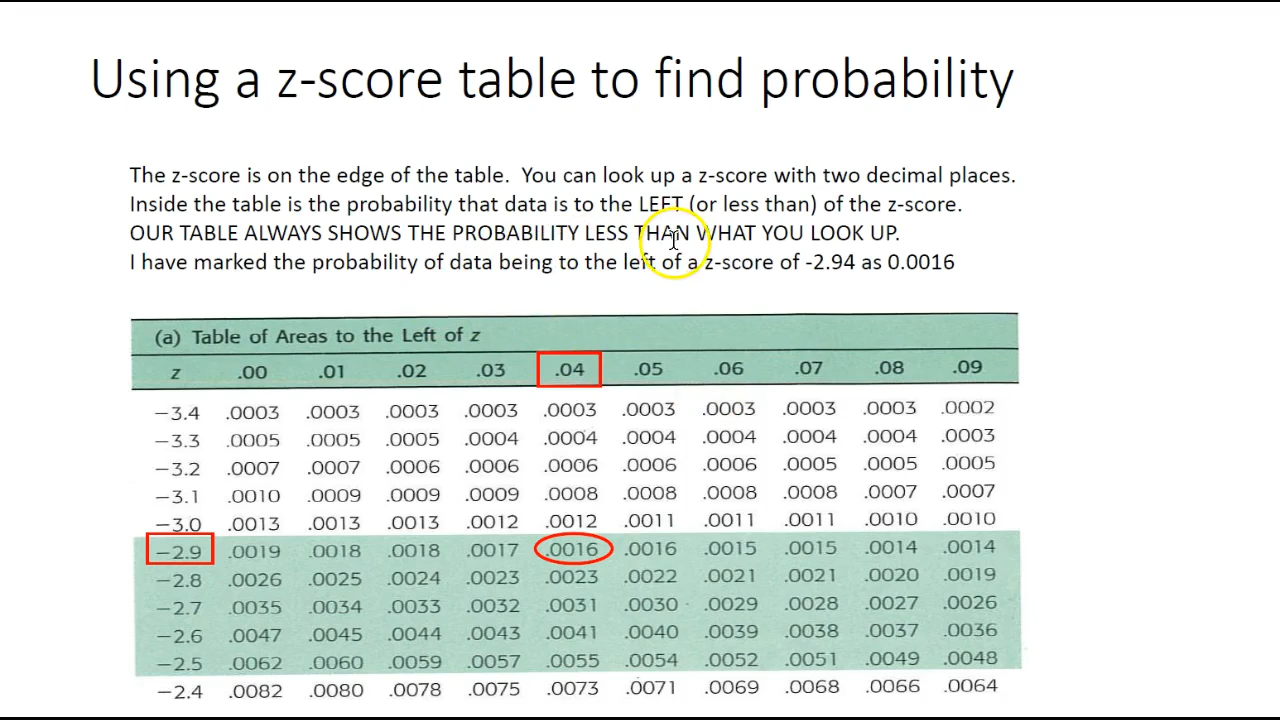 Using a z-score table to find probability
The z-score is on the edge of the table.  You can look up a z-score with two decimal places.
Inside the table is the probability that data is to the LEFT (or less than) of the z-score.
OUR TABLE ALWAYS SHOWS THE PROBABILITY LESS THAN WHAT YOU LOOK UP.
I have marked the probability of data being to the left of a z-score of -2.94 as 0.0016
(a) Table of Areas to the Left of z
z .00 .01 .02 .03 .04 .05 .06 .07 .08 .09
−3.4 .0003 .0003 .0003 .0003 .0003 .0003 .0003 .0003 .0003 .0002
−3.3 .0005 .0005 .0005 .0004 .0004 .0004 .0004 .0004 .0004 .0003
−3.2 .0007 .0007 .0006 .0006 .0006 .0006 .0006 .0005 .0005 .0005
−3.1 .0010 .0009 .0009 .0009 .0008 .0008 .0008 .0008 .0007 .0007
−3.0 .0013 .0013 .0013 .0012 .0012 .0011 .0011 .0011 .0010 .0010
−2.9 .0019 .0018 .0018 .0017 .0016 .0016 .0015 .0015 .0014 .0014
−2.8 .0026 .0025 .0024 .0023 .0023 .0022 .0021 .0021 .0020 .0019
−2.7 .0035 .0034 .0033 .0032 .0031 .0030 .0029 .0028 .0027 .0026
−2.6 .0047 .0045 .0044 .0043 .0041 .0040 .0039 .0038 .0037 .0036
−2.5 .0062 .0060 .0059 .0057 .0055 .0054 .0052 .0051 .0049 .0048
−2.4 .0082 .0080 .0078 .0075 .0073 .0071 .0069 .0068 .0066 .0064